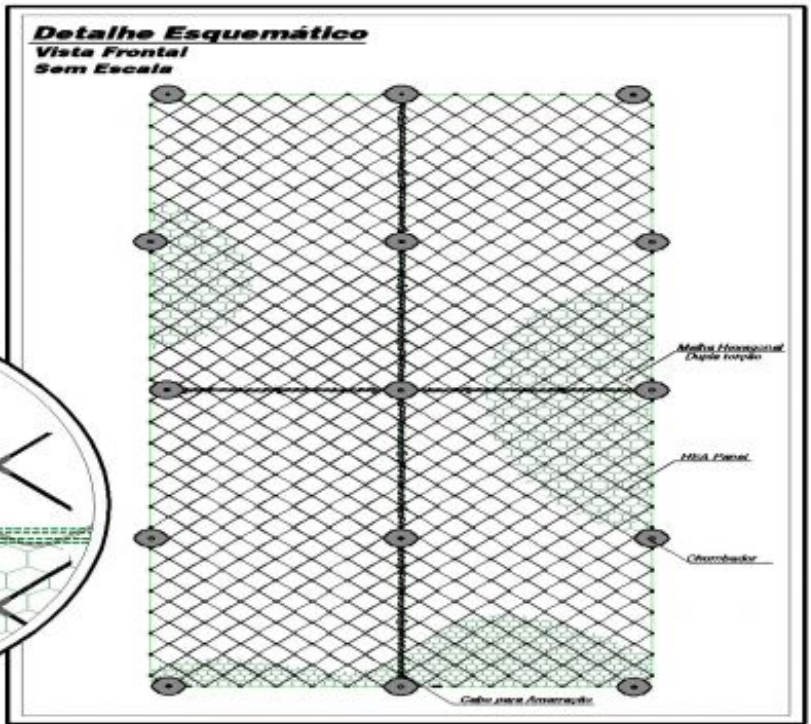 Detalhe Esquemático
Vista Frontal
Sem Escala
Malha Hexagonal
Dupla torção
HEA Panel
Chumbador
Cabo para Amarração